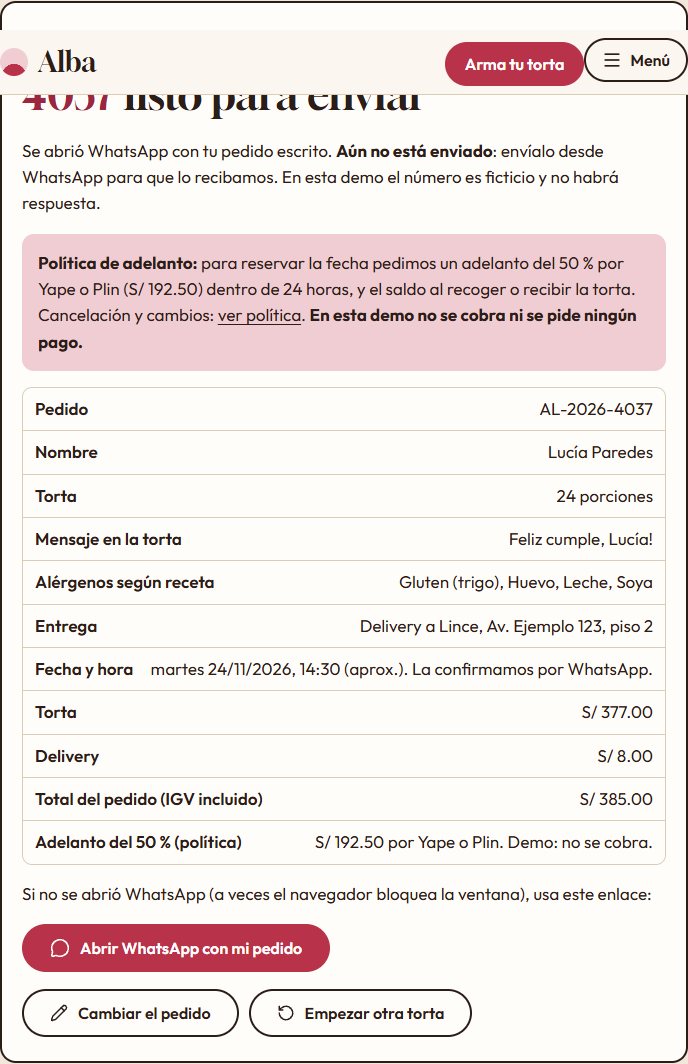 Alba
Arma tu torta
Menú
4037 listo para enviar
Se abrió WhatsApp con tu pedido escrito. Aún no está enviado: envíalo desde
WhatsApp para que lo recibamos. En esta demo el número es ficticio y no habrá
respuesta.
Política de adelanto: para reservar la fecha pedimos un adelanto del 50 % por
Yape o Plin (S/ 192.50) dentro de 24 horas, y el saldo al recoger o recibir la torta.
Cancelación y cambios: ver política. En esta demo no se cobra ni se pide ningún
pago.
Pedido AL-2026-4037
Nombre Lucía Paredes
Torta 24 porciones
Mensaje en la torta Feliz cumple, Lucía!
Alérgenos según receta Gluten (trigo), Huevo, Leche, Soya
Entrega Delivery a Lince, Av. Ejemplo 123, piso 2
Fecha y hora martes 24/11/2026, 14:30 (aprox.). La confirmamos por WhatsApp.
Torta S/ 377.00
Delivery S/ 8.00
Total del pedido (IGV incluido) S/ 385.00
Adelanto del 50 % (política) S/ 192.50 por Yape o Plin. Demo: no se cobra.
Si no se abrió WhatsApp (a veces el navegador bloquea la ventana), usa este enlace:
Abrir WhatsApp con mi pedido
Cambiar el pedido
Empezar otra torta